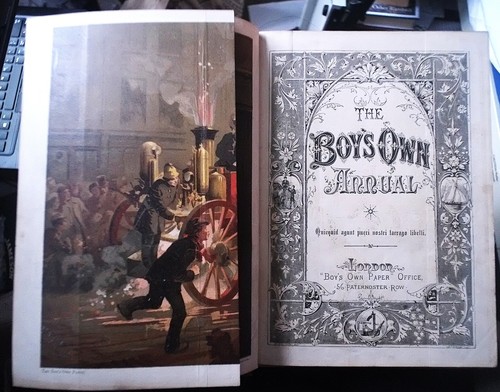 THE
BOY'S OWN
ANNUAL
Quicquid agunt pueri nostri farrago libelli.
LONDON
"BOY'S OWN PAPER" OFFICE,
56, PATERNOSTER ROW